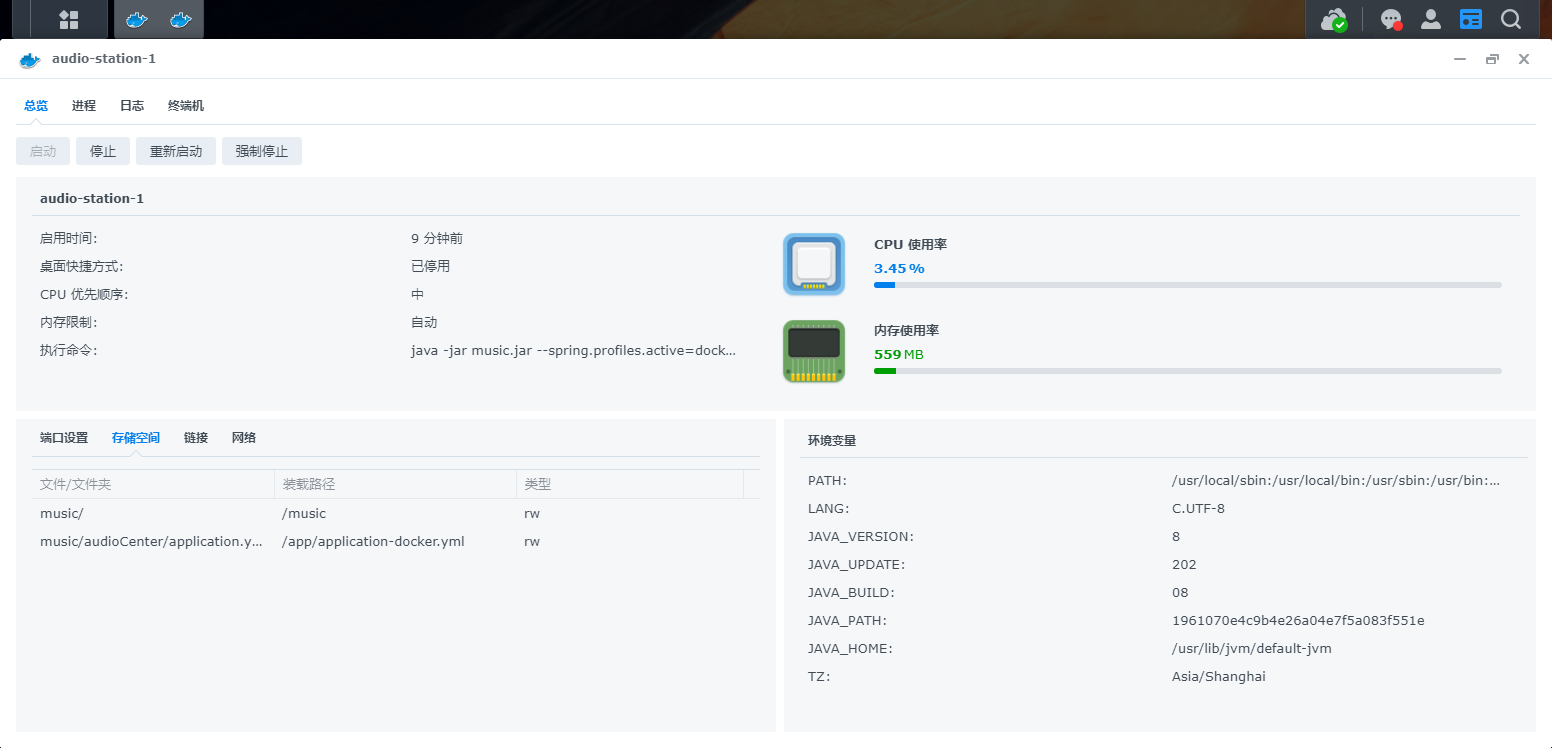 audio-station-1
总览 进程 日志 终端机
启动 停止 重新启动 强制停止
audio-station-1
启用时间: 9 分钟前
桌面快捷方式: 已停用
CPU 优先顺序: 中
内存限制: 自动
执行命令: java -jar music.jar --spring.profiles.active=dock...
CPU 使用率
3.45 %
内存使用率
559 MB
端口设置 存储空间 链接 网络
文件/文件夹 装载路径 类型
music/ /music rw
music/audioCenter/application.y... /app/application-docker.yml rw
环境变量
PATH: /usr/local/sbin:/usr/local/bin:/usr/sbin:/usr/bin:...
LANG: C.UTF-8
JAVA_VERSION: 8
JAVA_UPDATE: 202
JAVA_BUILD: 08
JAVA_PATH: 1961070e4c9b4e26a04e7f5a083f551e
JAVA_HOME: /usr/lib/jvm/default-jvm
TZ: Asia/Shanghai